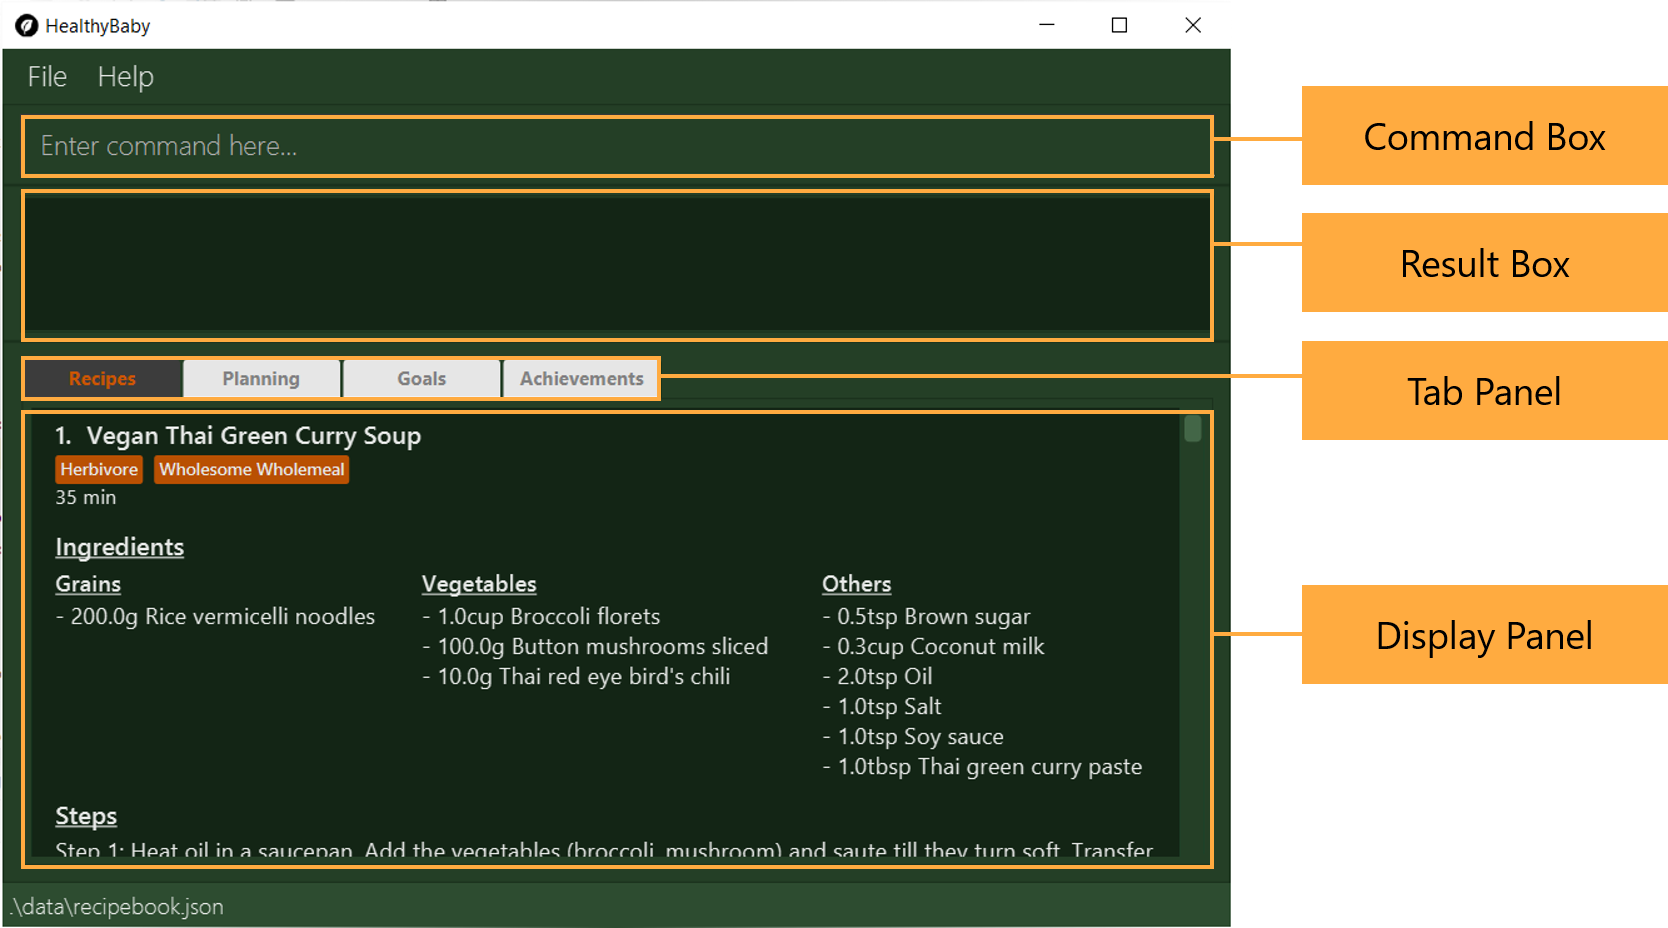 HealthyBaby
File Help
Enter command here...
Command Box
Result Box
Recipes Planning Goals Achievements
Tab Panel
1. Vegan Thai Green Curry Soup
Herbivore Wholesome Wholemeal
35 min
Ingredients
Grains
- 200.0g Rice vermicelli noodles
Vegetables
- 1.0cup Broccoli florets
- 100.0g Button mushrooms sliced
- 10.0g Thai red eye bird's chili
Others
- 0.5tsp Brown sugar
- 0.3cup Coconut milk
- 2.0tsp Oil
- 1.0tsp Salt
- 1.0tsp Soy sauce
- 1.0tbsp Thai green curry paste
Display Panel
Steps
Step 1: Heat oil in a saucepan. Add the vegetables (broccoli, mushroom) and saute till they turn soft. Transfer
.\data\recipebook.json